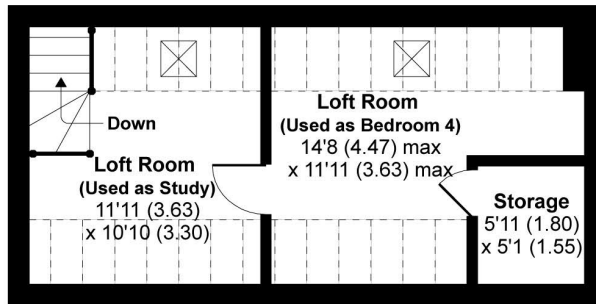 Down
Loft Room
(Used as Study)
11'11 (3.63)
x 10'10 (3.30)
Loft Room
(Used as Bedroom 4)
14'8 (4.47) max
x 11'11 (3.63) max
Storage
5'11 (1.80)
x 5'1 (1.55)